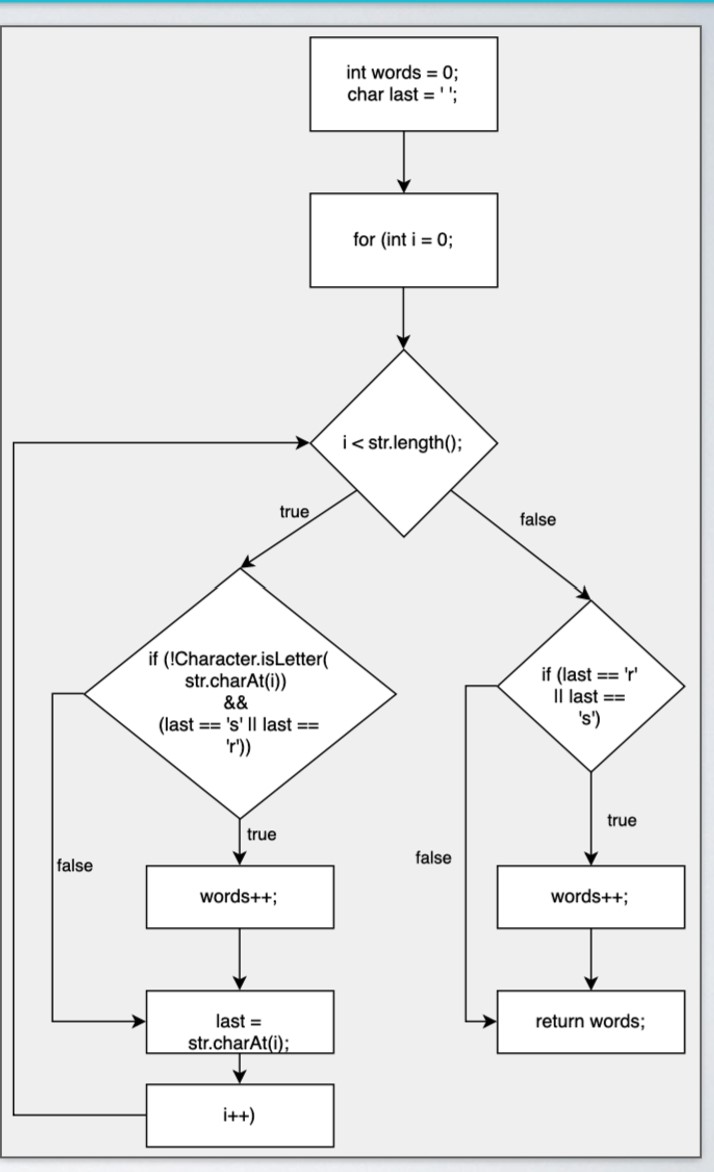 int words = 0;
char last = ' ';
for (int i = 0;
i < str.length();
true
false
if (!Character.isLetter(
str.charAt(i))
&&
(last == 's' || last ==
'r'))
if (last == 'r'
|| last ==
's')
true
true
false
false
words++;
words++;
last =
str.charAt(i);
return words;
i++)